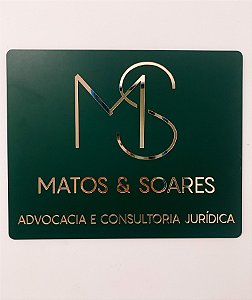 MS
MATOS & SOARES
ADVOCACIA E CONSULTORIA JURÍDICA